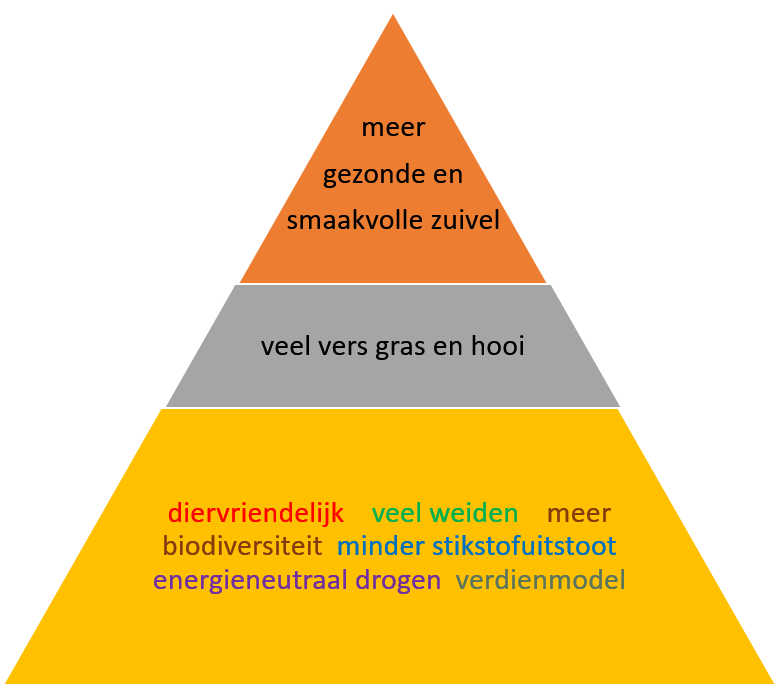 meer
gezonde en
smaakvolle zuivel
veel vers gras en hooi
diervriendelijk veel weiden meer
biodiversiteit minder stikstofuitstoot
energieneutraal drogen verdienmodel